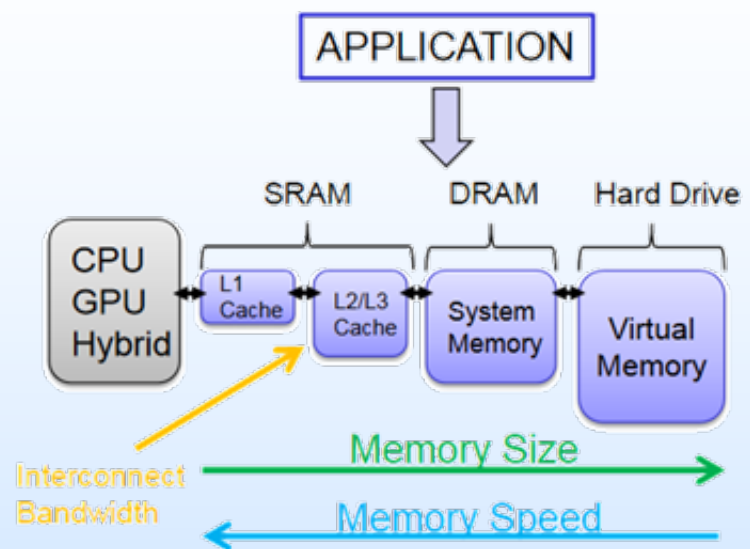 APPLICATION
SRAM
DRAM
Hard Drive
CPU
GPU
Hybrid
L1
Cache
L2/L3
Cache
System
Memory
Virtual
Memory
Interconnect
Bandwidth
Memory Size
Memory Speed